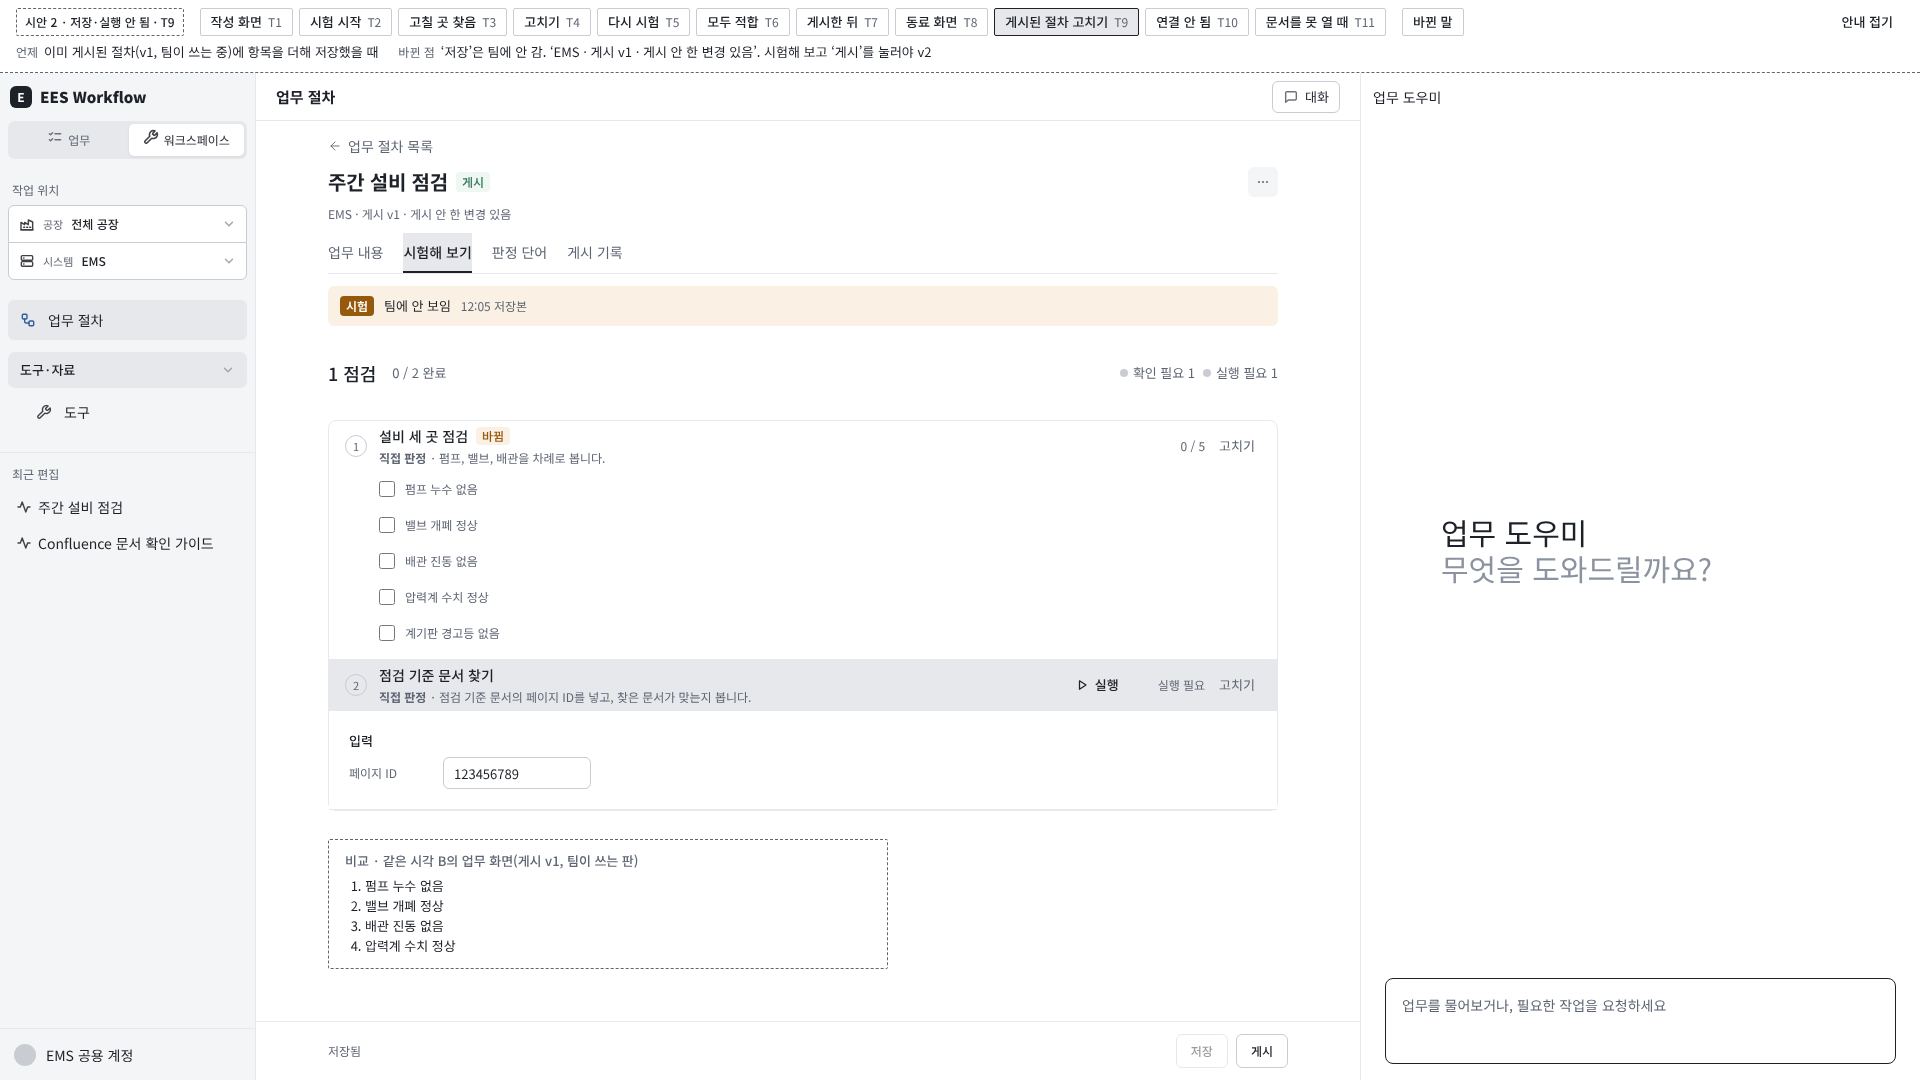 시안 2 · 저장·실행 안 됨 · T9
작성 화면 T1
시험 시작 T2
고칠 곳 찾음 T3
고치기 T4
다시 시험 T5
모두 적합 T6
게시한 뒤 T7
동료 화면 T8
게시된 절차 고치기 T9
연결 안 됨 T10
문서를 못 열 때 T11
바뀐 말
안내 접기
언제 이미 게시된 절차(v1, 팀이 쓰는 중)에 항목을 더해 저장했을 때
바뀐 점 ‘저장’은 팀에 안 감. ‘EMS · 게시 v1 · 게시 안 한 변경 있음’. 시험해 보고 ‘게시’를 눌러야 v2
E EES Workflow
업무
워크스페이스
작업 위치
공장 전체 공장
시스템 EMS
업무 절차
도구·자료
도구
최근 편집
주간 설비 점검
Confluence 문서 확인 가이드
EMS 공용 계정
업무 절차
대화
업무 절차 목록
주간 설비 점검 게시
EMS · 게시 v1 · 게시 안 한 변경 있음
업무 내용
시험해 보기
판정 단어
게시 기록
시험 팀에 안 보임 12:05 저장본
1 점검 0 / 2 완료
확인 필요 1 실행 필요 1
1 설비 세 곳 점검 바뀜
직접 판정 · 펌프, 밸브, 배관을 차례로 봅니다.
0 / 5 고치기
펌프 누수 없음
밸브 개폐 정상
배관 진동 없음
압력계 수치 정상
계기판 경고등 없음
2 점검 기준 문서 찾기
직접 판정 · 점검 기준 문서의 페이지 ID를 넣고, 찾은 문서가 맞는지 봅니다.
실행 실행 필요 고치기
입력
페이지 ID 123456789
비교 · 같은 시각 B의 업무 화면(게시 v1, 팀이 쓰는 판)
1. 펌프 누수 없음
2. 밸브 개폐 정상
3. 배관 진동 없음
4. 압력계 수치 정상
저장됨
저장
게시
업무 도우미
업무 도우미
무엇을 도와드릴까요?
업무를 물어보거나, 필요한 작업을 요청하세요